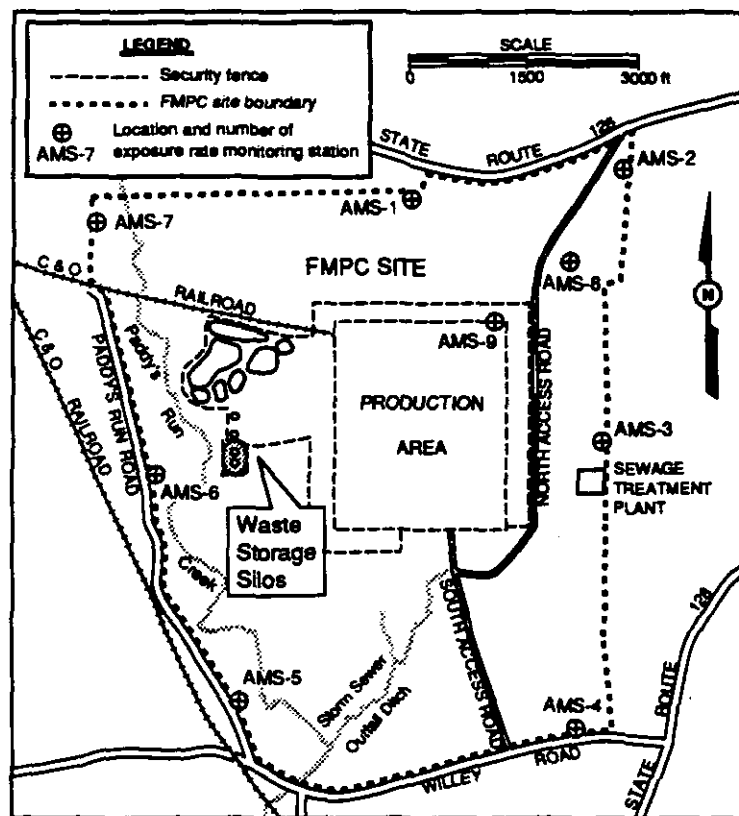 LEGEND
Security fence
FMPC site boundary
Location and number of
AMS-7 exposure rate monitoring station
SCALE
0 1500 3000 ft
STATE ROUTE 128
AMS-2
AMS-1
AMS-7
FMPC SITE
AMS-8
C & O RAILROAD
N
AMS-9
C & O RAILROAD
PADDY'S RUN ROAD
Paddy's
Run
PRODUCTION
AREA
NORTH ACCESS ROAD
AMS-3
SEWAGE
TREATMENT
PLANT
AMS-6
Waste
Storage
Silos
Creek
SOUTH ACCESS ROAD
AMS-5
Storm Sewer
Outfall Ditch
AMS-4
WILLEY ROAD
STATE ROUTE 128